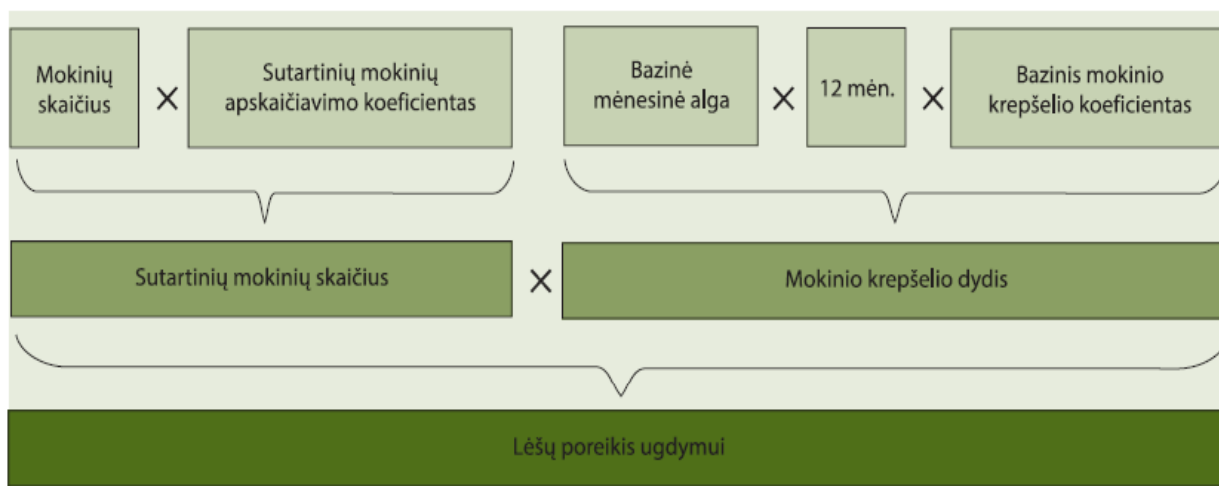 Mokinių
skaičius
×
Sutartinių mokinių
apskaičiavimo koeficientas
Bazinė
mėnesinė alga
×
12 mėn.
×
Bazinis mokinio
krepšelio koeficientas
Sutartinių mokinių skaičius
×
Mokinio krepšelio dydis
Lėšų poreikis ugdymui